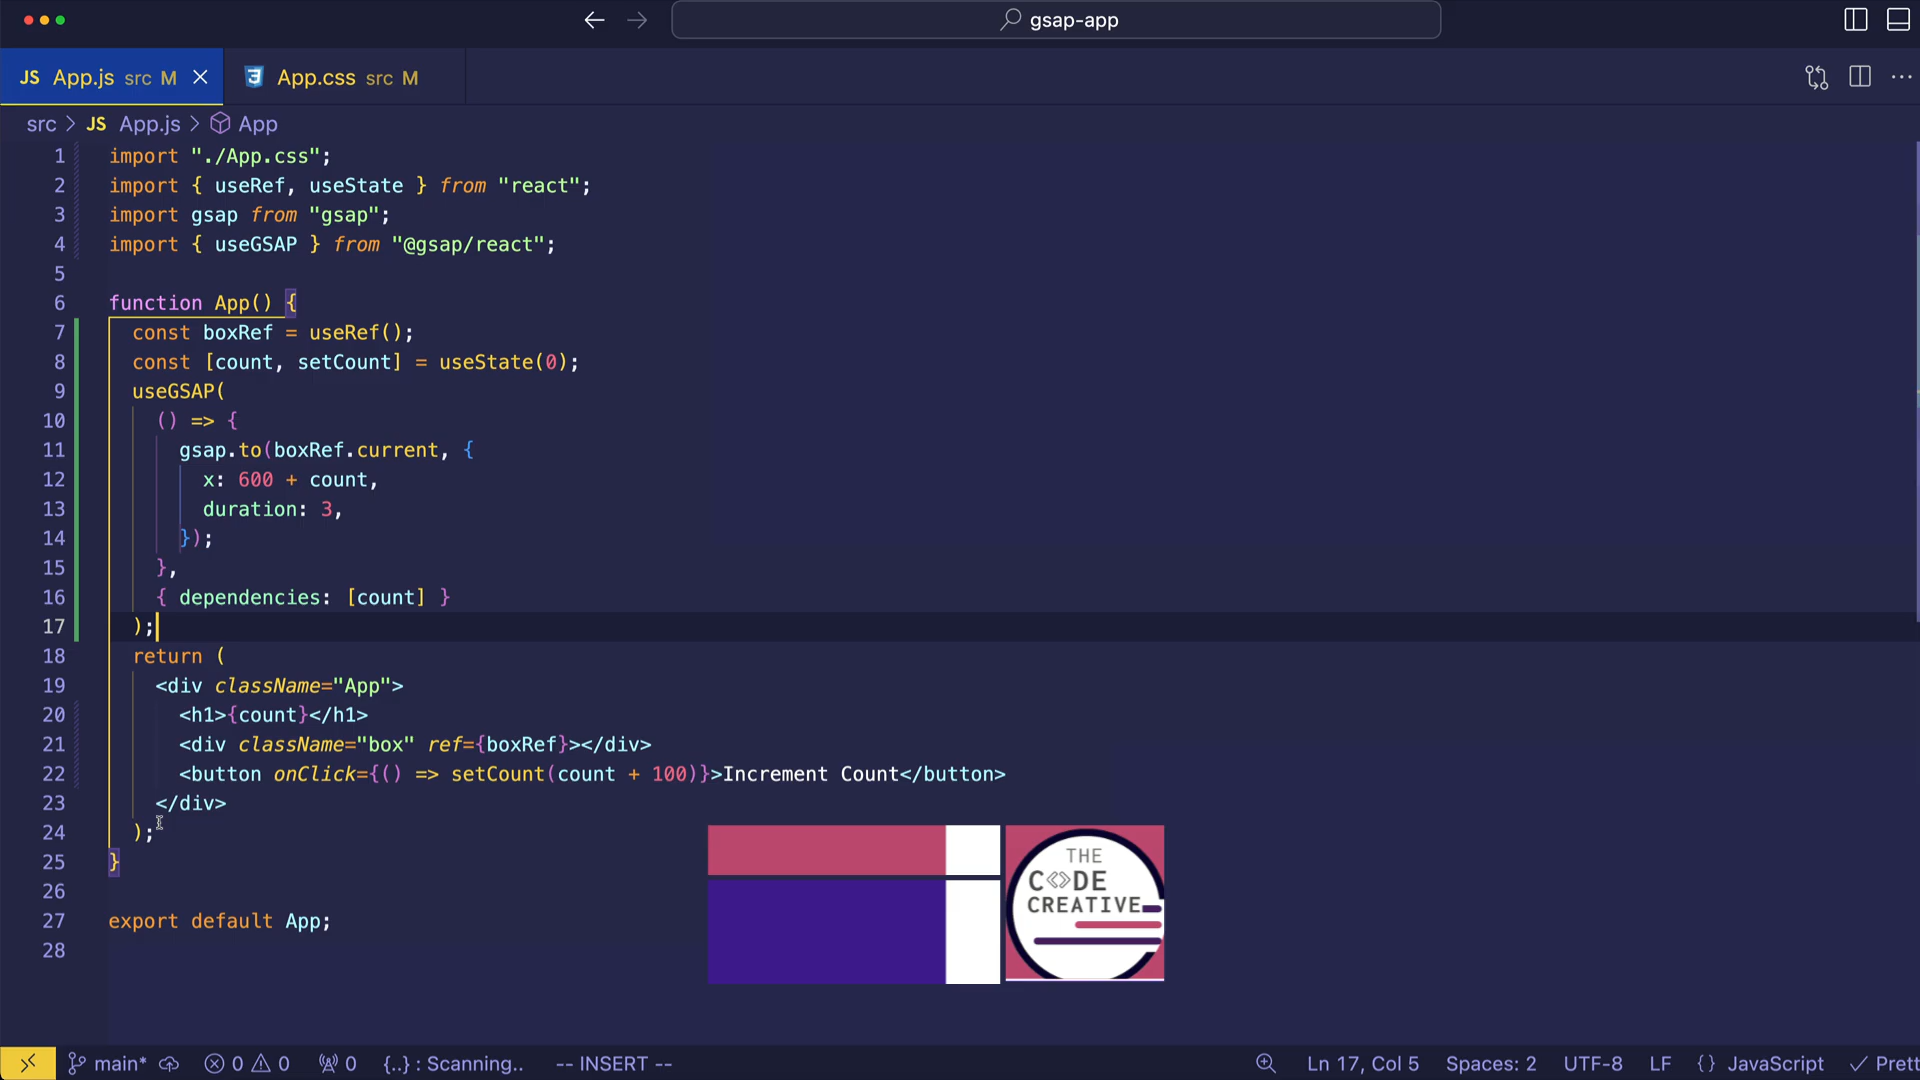 gsap-app
JS App.js src M
App.css src M
src > JS App.js > App
1 import "./App.css";
2 import { useRef, useState } from "react";
3 import gsap from "gsap";
4 import { useGSAP } from "@gsap/react";
5
6 function App() {
7 const boxRef = useRef();
8 const [count, setCount] = useState(0);
9 useGSAP(
10 () => {
11 gsap.to(boxRef.current, {
12 x: 600 + count,
13 duration: 3,
14 });
15 },
16 { dependencies: [count] }
17 );
18 return (
19 <div className="App">
20 <h1>{count}</h1>
21 <div className="box" ref={boxRef}></div>
22 <button onClick={() => setCount(count + 100)}>Increment Count</button>
23 </div>
24 );
25 }
26
27 export default App;
28
THE
C<>DE
CREATIVE
main* 0 0 0 {..} : Scanning.. -- INSERT -- Ln 17, Col 5 Spaces: 2 UTF-8 LF {} JavaScript Prett